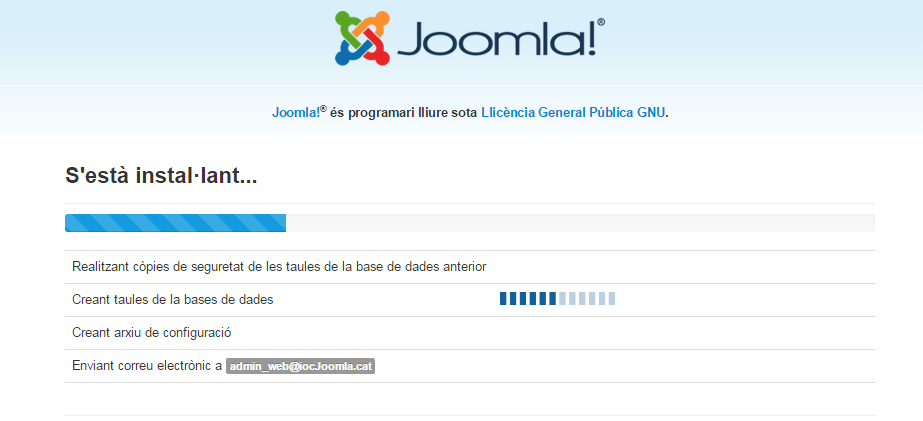 Joomla!®
Joomla!® és programari lliure sota Llicència General Pública GNU.
S'està instal·lant...
Realitzant còpies de seguretat de les taules de la base de dades anterior
Creant taules de la bases de dades
Creant arxiu de configuració
Enviant correu electrònic a admin_web@iocJoomla.cat